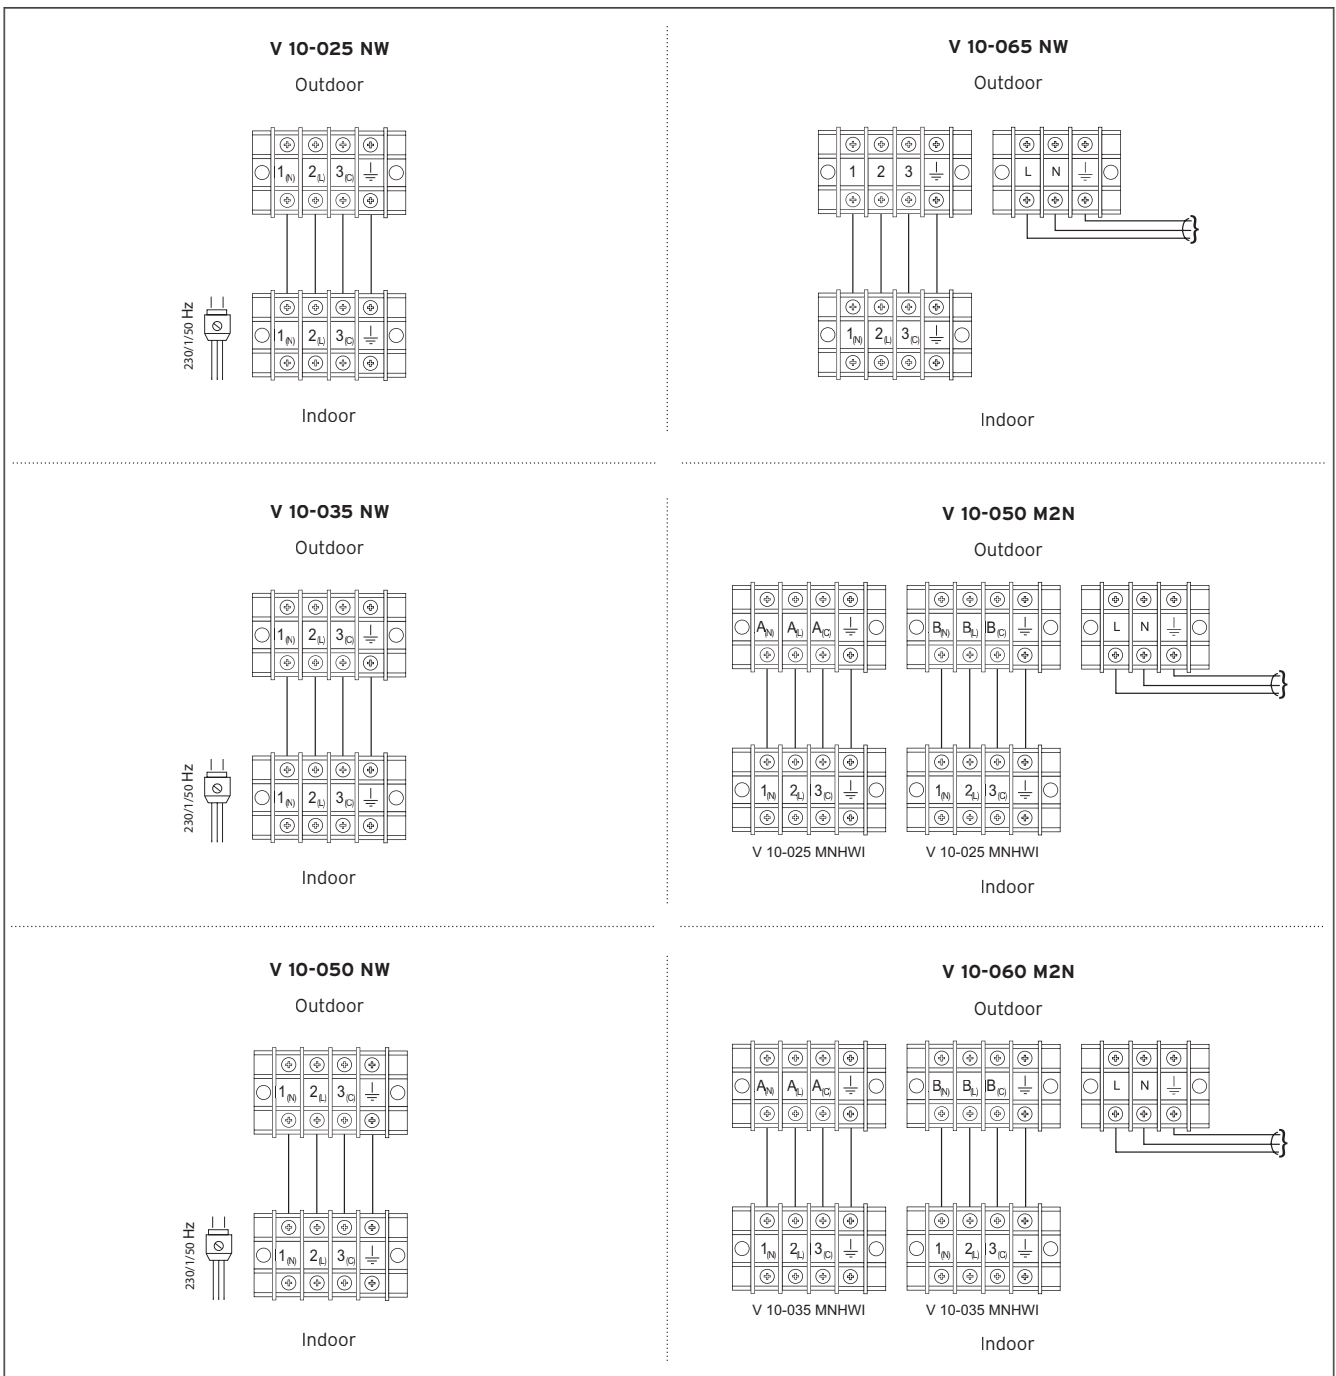 V 10-025 NW
Outdoor
1(N) 2(L) 3(C)
230/1/50 Hz
1(N) 2(L) 3(C)
Indoor
V 10-065 NW
Outdoor
1 2 3 L N
1(N) 2(L) 3(C)
Indoor
V 10-035 NW
Outdoor
1(N) 2(L) 3(C)
230/1/50 Hz
1(N) 2(L) 3(C)
Indoor
V 10-050 M2N
Outdoor
A(N) A(L) A(C) B(N) B(L) B(C) L N
1(N) 2(L) 3(C) 1(N) 2(L) 3(C)
V 10-025 MNHWI V 10-025 MNHWI
Indoor
V 10-050 NW
Outdoor
1(N) 2(L) 3(C)
230/1/50 Hz
1(N) 2(L) 3(C)
Indoor
V 10-060 M2N
Outdoor
A(N) A(L) A(C) B(N) B(L) B(C) L N
1(N) 2(L) 3(C) 1(N) 2(L) 3(C)
V 10-035 MNHWI V 10-035 MNHWI
Indoor